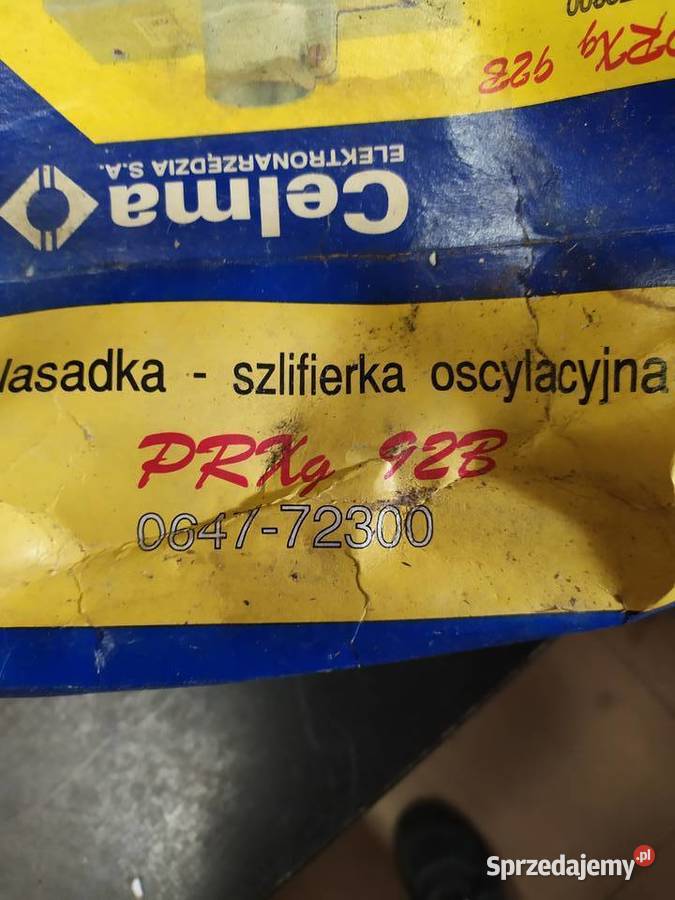 PRXg 92B
Celma
ELEKTRONARZĘDZIA S.A.
Nasadka - szlifierka oscylacyjna
PRXg 92B
0647-72300
Sprzedajemy.pl